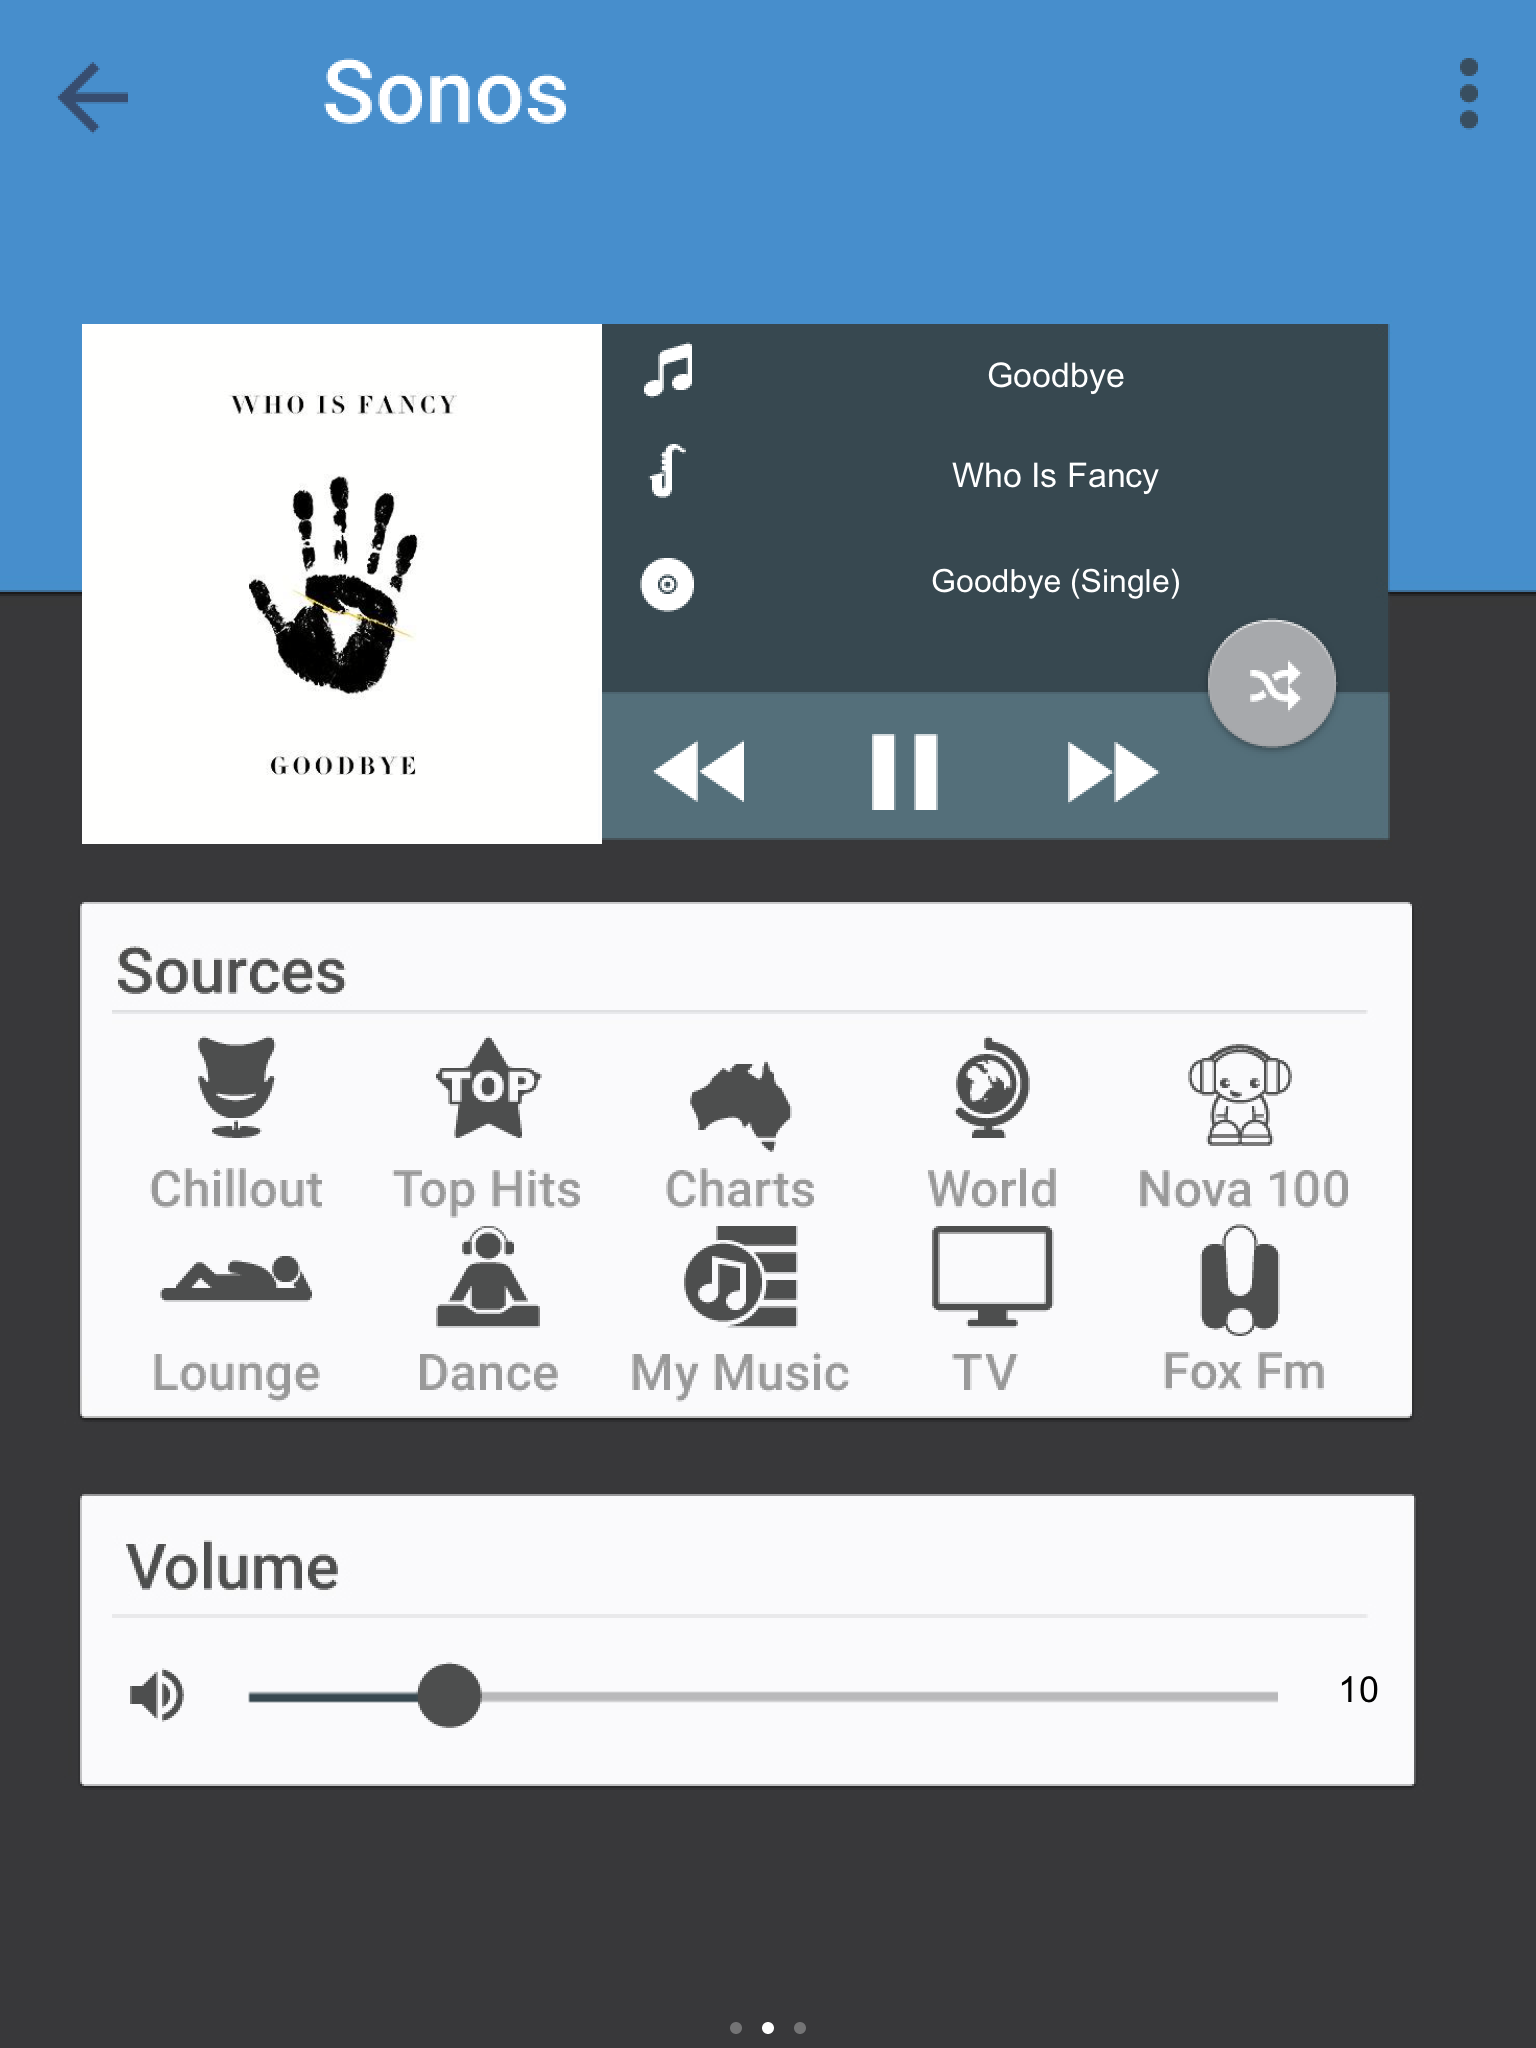 Sonos
WHO IS FANCY
GOODBYE
Goodbye
Who Is Fancy
Goodbye (Single)
Sources
TOP
Chillout Top Hits Charts World Nova 100
Lounge Dance My Music TV Fox Fm
Volume
10